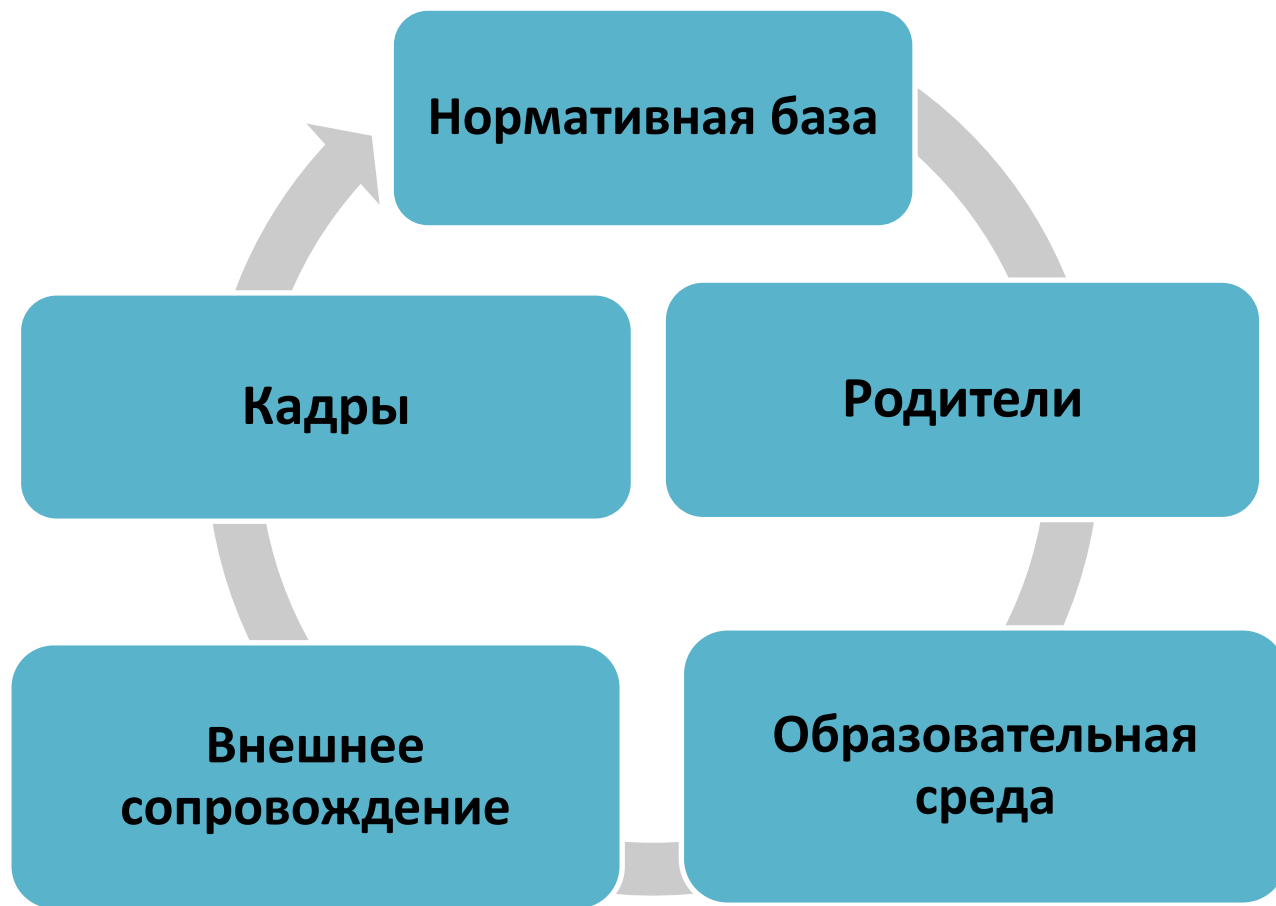 Нормативная база
Кадры
Родители
Внешнее
сопровождение
Образовательная
среда